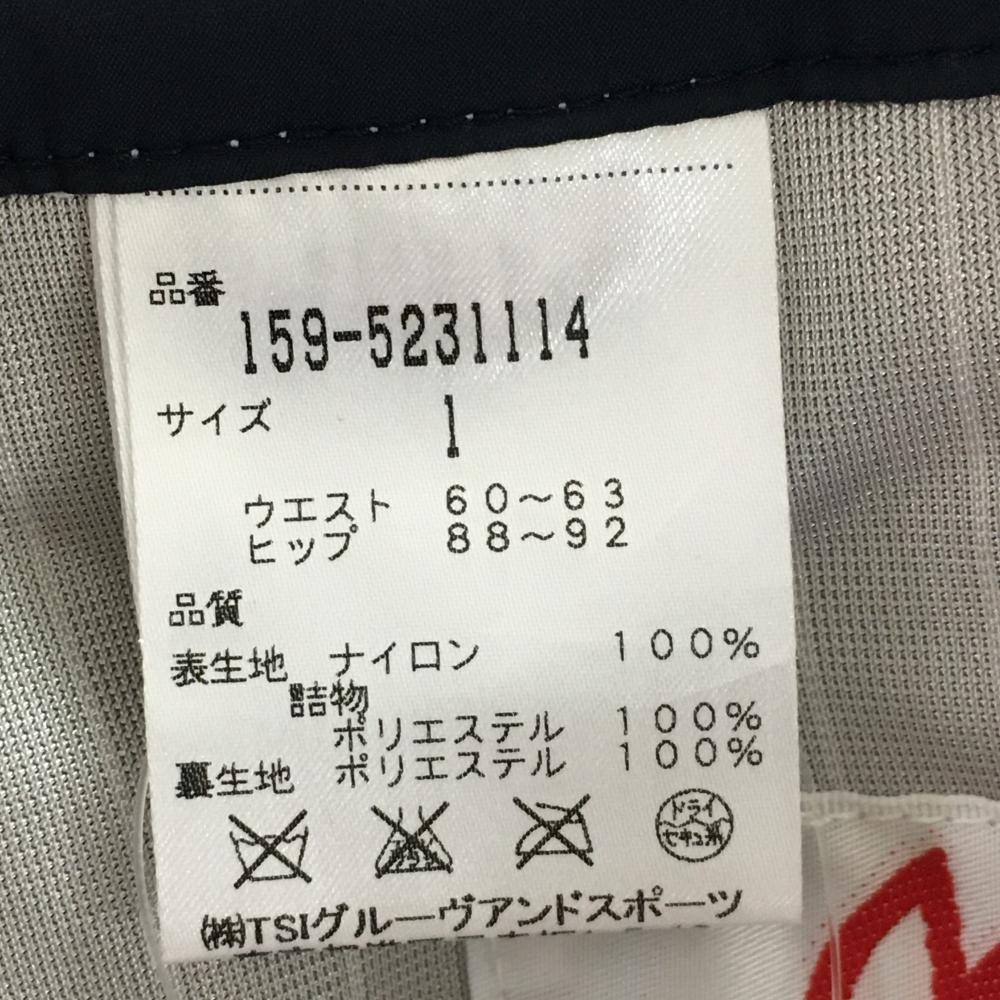 品番
159-5231114
サイズ 1
ウエスト 60～63
ヒップ 88～92
品質
表生地 ナイロン 100%
詰物
ポリエステル 100%
裏生地 ポリエステル 100%
ドライ
セキユ系
(株)TSIグルーヴアンドスポーツ